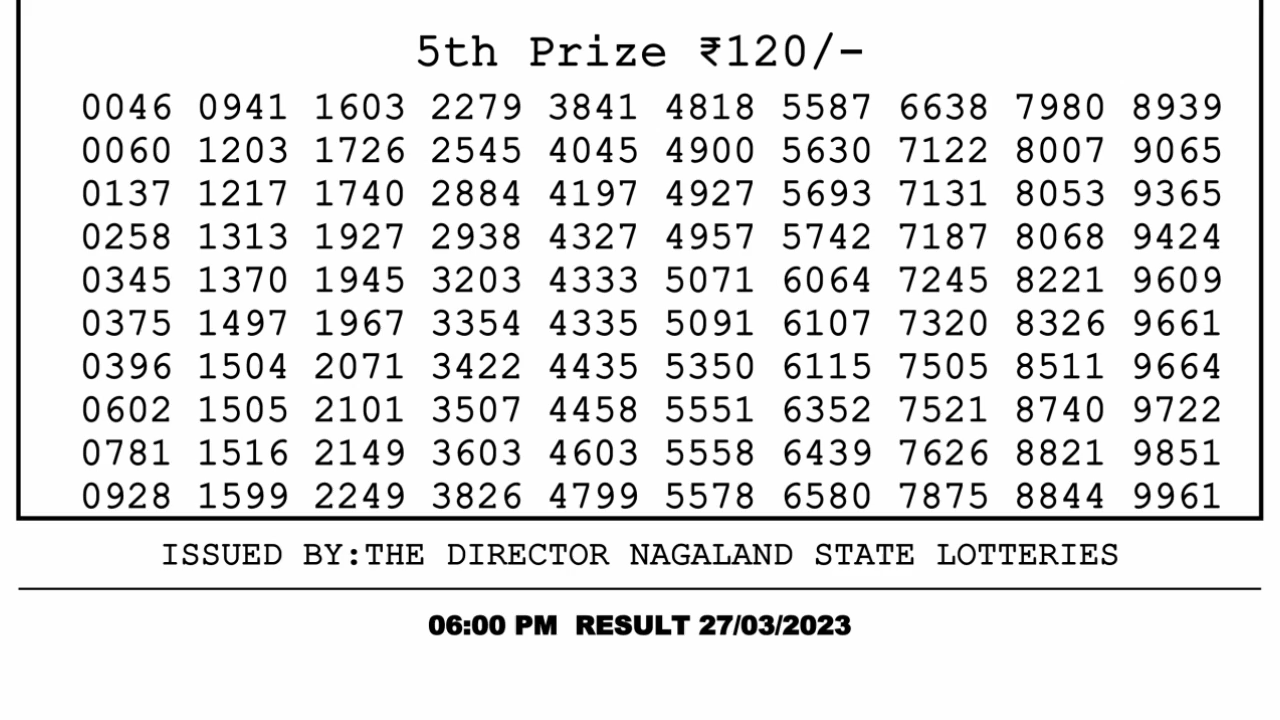 5th Prize ₹120/-
0046 0941 1603 2279 3841 4818 5587 6638 7980 8939
0060 1203 1726 2545 4045 4900 5630 7122 8007 9065
0137 1217 1740 2884 4197 4927 5693 7131 8053 9365
0258 1313 1927 2938 4327 4957 5742 7187 8068 9424
0345 1370 1945 3203 4333 5071 6064 7245 8221 9609
0375 1497 1967 3354 4335 5091 6107 7320 8326 9661
0396 1504 2071 3422 4435 5350 6115 7505 8511 9664
0602 1505 2101 3507 4458 5551 6352 7521 8740 9722
0781 1516 2149 3603 4603 5558 6439 7626 8821 9851
0928 1599 2249 3826 4799 5578 6580 7875 8844 9961
ISSUED BY:THE DIRECTOR NAGALAND STATE LOTTERIES
06:00 PM RESULT 27/03/2023